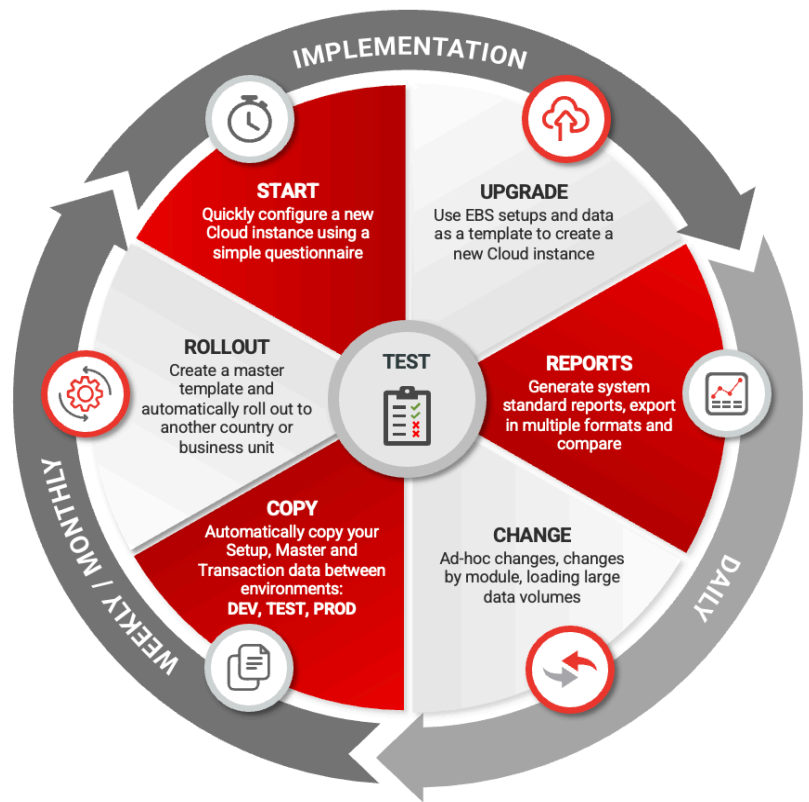 IMPLEMENTATION
START
Quickly configure a new
Cloud instance using a
simple questionnaire
UPGRADE
Use EBS setups and data
as a template to create a
new Cloud instance
ROLLOUT
Create a master
template and
automatically roll out to
another country or
business unit
TEST
REPORTS
Generate system
standard reports, export
in multiple formats and
compare
COPY
Automatically copy your
Setup, Master and
Transaction data between
environments:
DEV, TEST, PROD
CHANGE
Ad-hoc changes, changes
by module, loading large
data volumes
WEEKLY / MONTHLY
DAILY